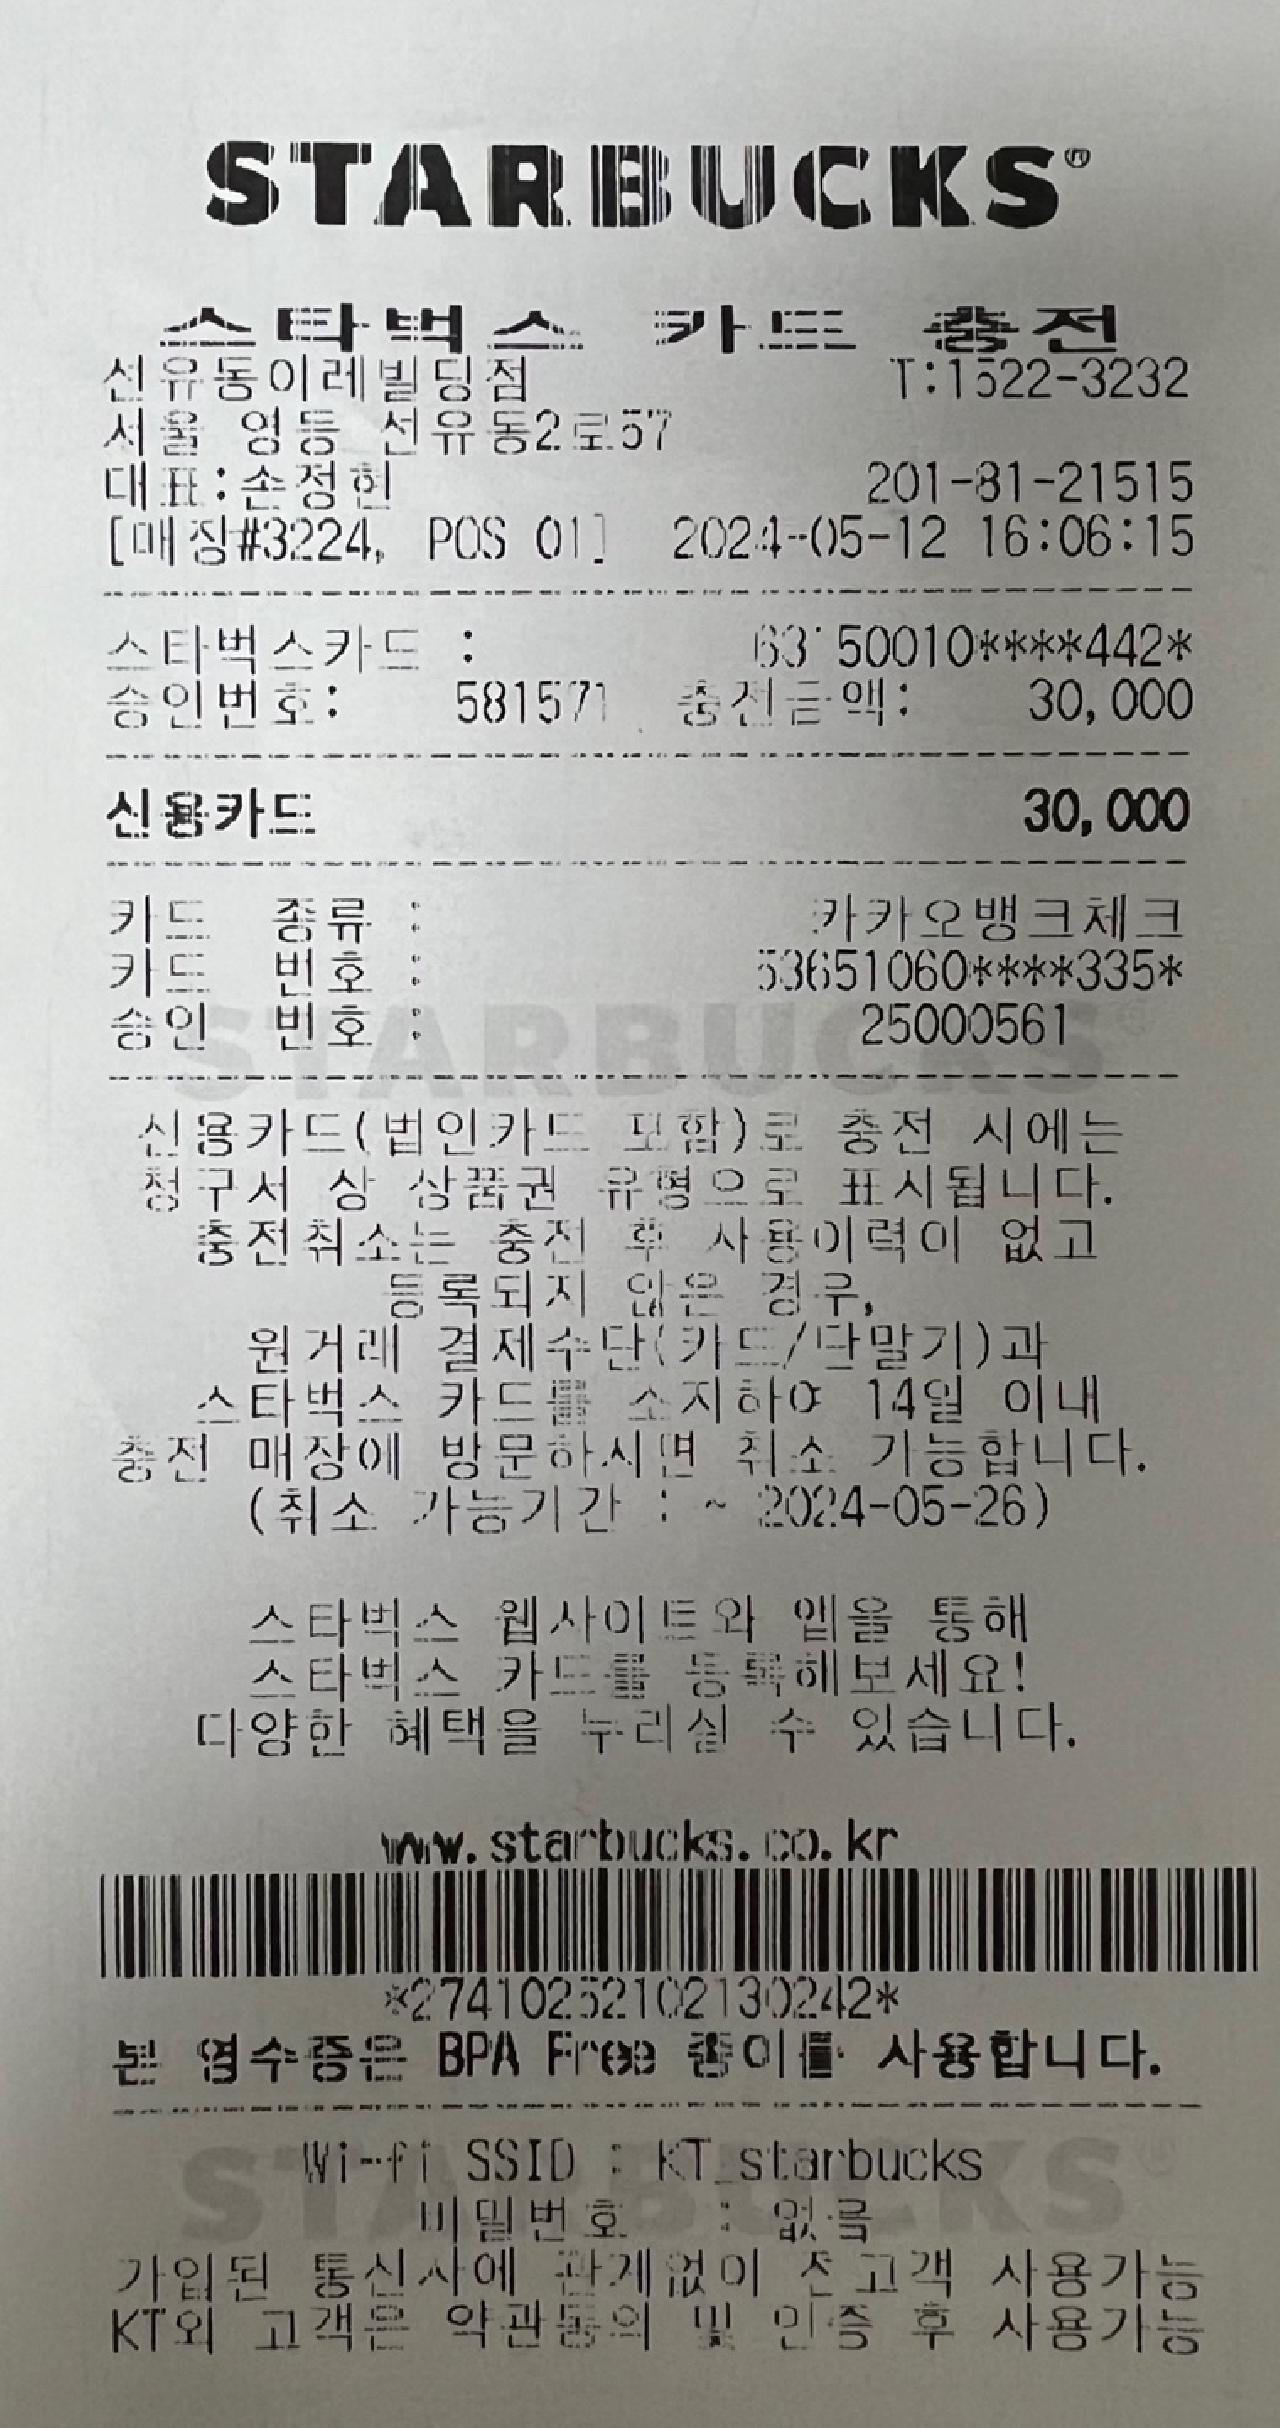 STARBUCKS®
스타벅스 카드 충전
선유동이레빌딩점 T:1522-3232
서울 영등 선유동2로57
대표:손정현 201-81-21515
[매장#3224, POS 01] 2024-05-12 16:06:15
스타벅스카드 : 50010****442*
승인번호: 581571 충전금액: 30,000
신용카드 30,000
카드 종류 : 카카오뱅크체크
카드 번호 : 53651060****335*
승인 번호 : 25000561
신용카드(법인카드 포함)로 충전 시에는
청구서 상 상품권 유형으로 표시됩니다.
충전취소는 충전 후 사용이력이 없고
등록되지 않은 경우,
원거래 결제수단(카드/단말기)과
스타벅스 카드를 소지하여 14일 이내
충전 매장에 방문하시면 취소 가능합니다.
(취소 가능기간 : ~ 2024-05-26)
스타벅스 웹사이트와 앱을 통해
스타벅스 카드를 등록해보세요!
다양한 혜택을 누리실 수 있습니다.
www.starbucks.co.kr
*27410252102130242*
본 영수증은 BPA Free 종이를 사용합니다.
Wi-fi SSID : KT_starbucks
비밀번호 : 없음
가입된 통신사에 관계없이 전고객 사용가능
KT외 고객은 약관동의 및 인증 후 사용가능